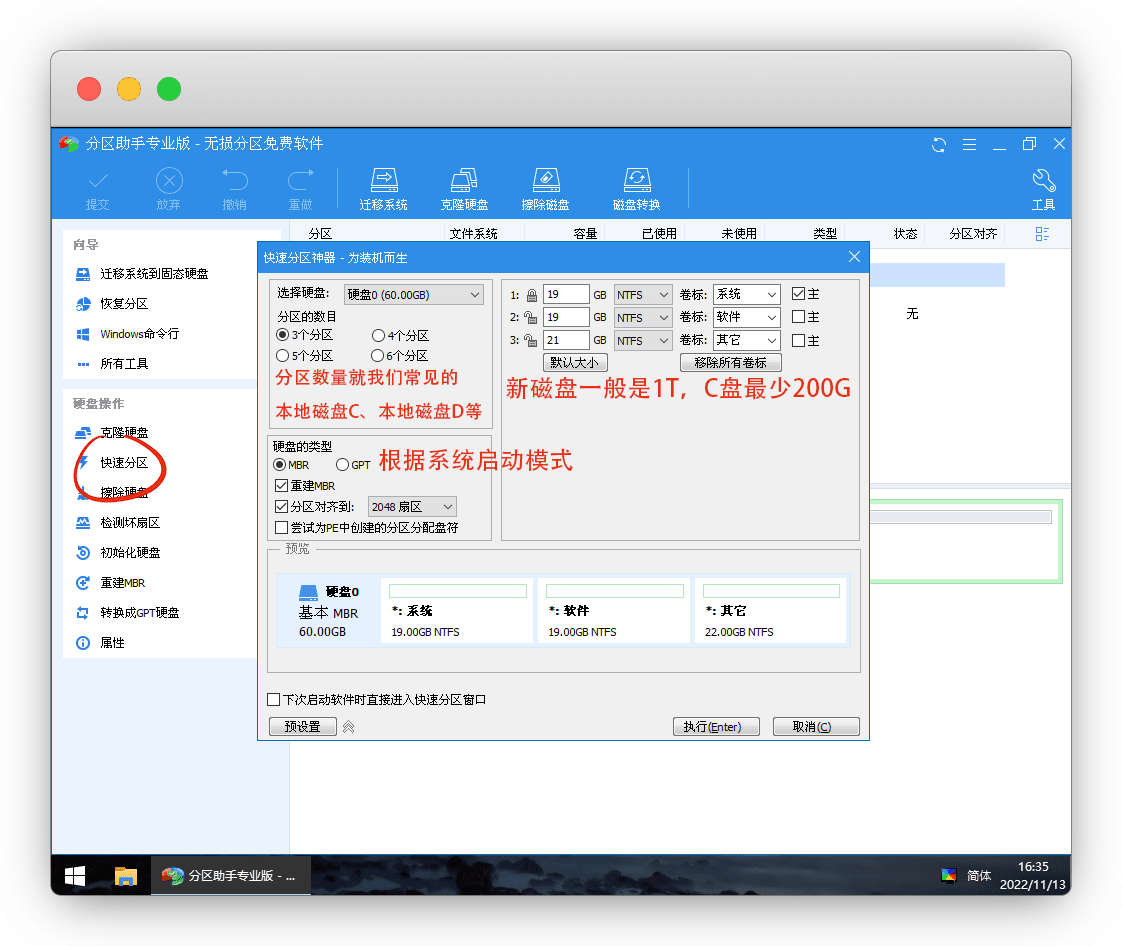 分区助手专业版 - 无损分区免费软件
提交 放弃 撤销 重做 迁移系统 克隆硬盘 擦除磁盘 磁盘转换 工具
分区 文件系统 容量 已使用 未使用 类型 状态 分区对齐
向导
迁移系统到固态硬盘
恢复分区
Windows命令行
所有工具
硬盘操作
克隆硬盘
快速分区
擦除硬盘
检测坏扇区
初始化硬盘
重建MBR
转换成GPT硬盘
属性
无
快速分区神器 - 为装机而生
选择硬盘: 硬盘0 (60.00GB)
分区的数目
3个分区 4个分区
5个分区 6个分区
分区数量就我们常见的
本地磁盘C、本地磁盘D等
1: 19 GB NTFS 卷标: 系统 主
2: 19 GB NTFS 卷标: 软件 主
3: 21 GB NTFS 卷标: 其它 主
默认大小 移除所有卷标
新磁盘一般是1T，C盘最少200G
硬盘的类型
MBR GPT
根据系统启动模式
重建MBR
分区对齐到: 2048 扇区
尝试为PE中创建的分区分配盘符
预览
硬盘0
基本 MBR
60.00GB
*: 系统
19.00GB NTFS
*: 软件
19.00GB NTFS
*: 其它
22.00GB NTFS
下次启动软件时直接进入快速分区窗口
预设置 执行(Enter) 取消(C)
分区助手专业版 - ...
简体
16:35
2022/11/13